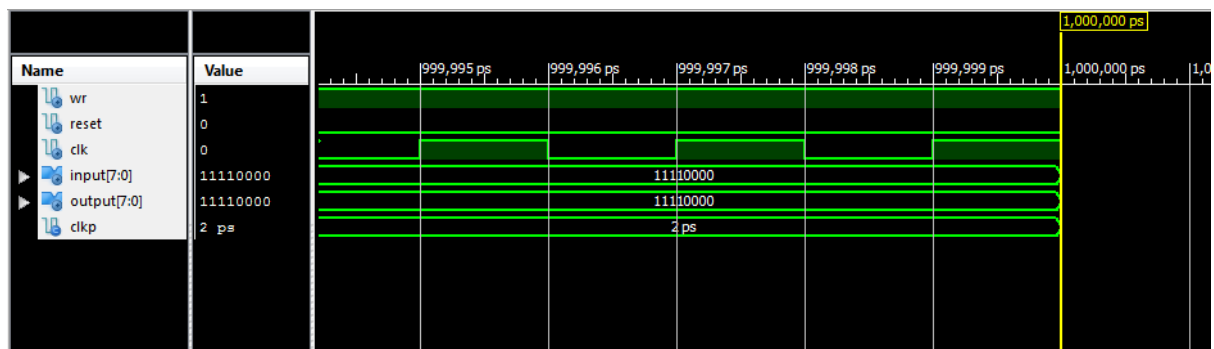 1,000,000 ps
Name Value 999,995 ps 999,996 ps 999,997 ps 999,998 ps 999,999 ps 1,000,000 ps 1,0
wr 1
reset 0
clk 0
input[7:0] 11110000 11110000
output[7:0] 11110000 11110000
clkp 2 ps 2 ps